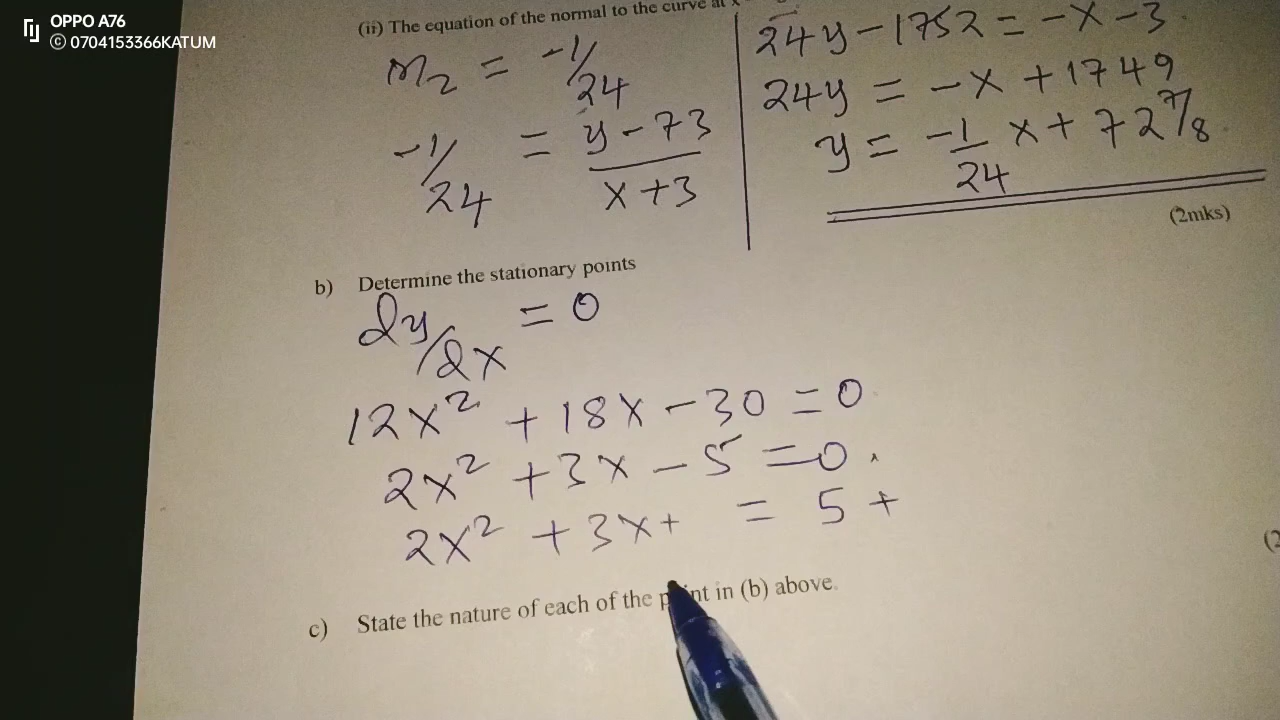 OPPO A76
© 0704153366KATUM
(ii) The equation of the normal to the curve at x
m₂ = -1/24
-1/24 = y - 73 / x + 3
24y - 1752 = -x - 3
24y = -x + 1749
y = -1/24 x + 72 7/8
(2mks)
b) Determine the stationary points
dy/dx = 0
12x² + 18x - 30 = 0
2x² + 3x - 5 = 0.
2x² + 3x + = 5 +
c) State the nature of each of the point in (b) above.